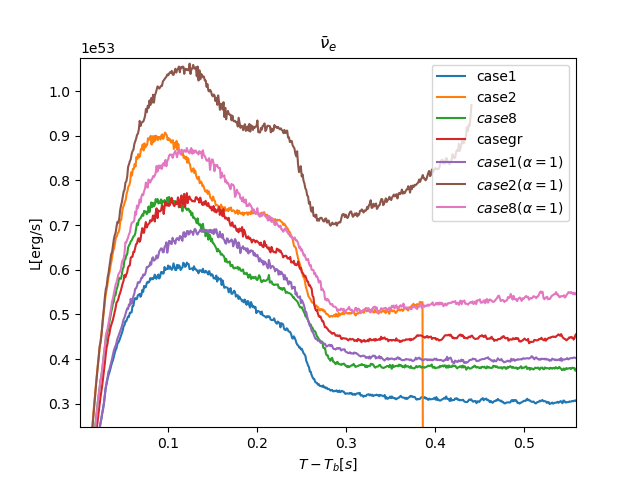 ν̄ₑ
1e53
1.0
0.9
0.8
0.7
0.6
0.5
0.4
0.3
L[erg/s]
0.1 0.2 0.3 0.4 0.5
T − T_b[s]
case1
case2
case8
casegr
case1(α = 1)
case2(α = 1)
case8(α = 1)